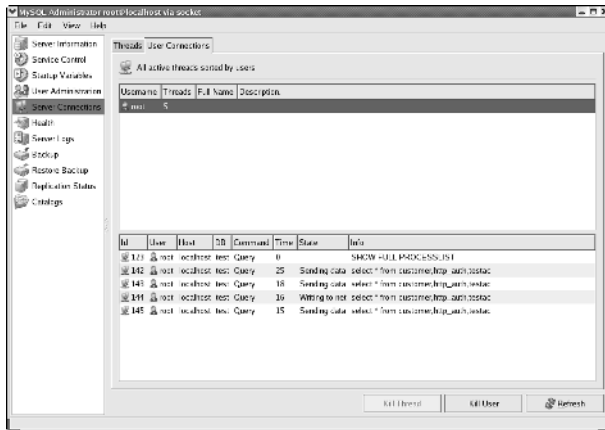 MySQL Administrator root@localhost via socket
File Edit View Help
Server Information
Service Control
Startup Variables
User Administration
Server Connections
Health
Server Logs
Backup
Restore Backup
Replication Status
Catalogs
Threads User Connections
All active threads sorted by users
Username Threads Full Name Description
root 5
Id User Host DB Command Time State Info
123 root localhost test Query 0 SHOW FULL PROCESSLIST
142 root localhost test Query 25 Sending data select * from customer,http_auth,testac
143 root localhost test Query 18 Sending data select * from customer,http_auth,testac
144 root localhost test Query 16 Writing to net select * from customer,http_auth,testac
145 root localhost test Query 15 Sending data select * from customer,http_auth,testac
Kill Thread Kill User Refresh